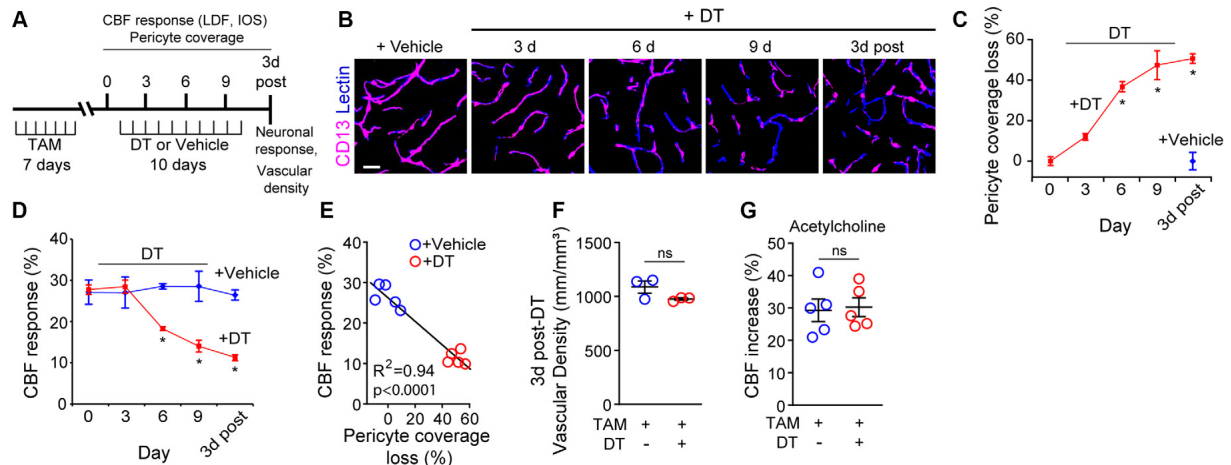 A
CBF response (LDF, IOS)
Pericyte coverage
0 3 6 9
3d
post
TAM
7 days
DT or Vehicle
10 days
Neuronal
response,
Vascular
density
B
+ DT
+ Vehicle 3 d 6 d 9 d 3d post
CD13 Lectin
C
Pericyte coverage loss (%)
60
40
20
0
DT
+DT
* * *
+Vehicle
0 3 6 9 3d post
Day
D
CBF response (%)
40
30
20
10
0
DT
+Vehicle
+DT
* * *
0 3 6 9 3d post
Day
E
CBF response (%)
40
30
20
10
0
+Vehicle
+DT
R²=0.94
p<0.0001
0 20 40 60
Pericyte coverage
loss (%)
F
3d post-DT
Vascular Density (mm/mm³)
1500
1000
500
0
ns
TAM + +
DT - +
G
Acetylcholine
CBF increase (%)
50
40
30
20
10
0
ns
TAM + +
DT - +